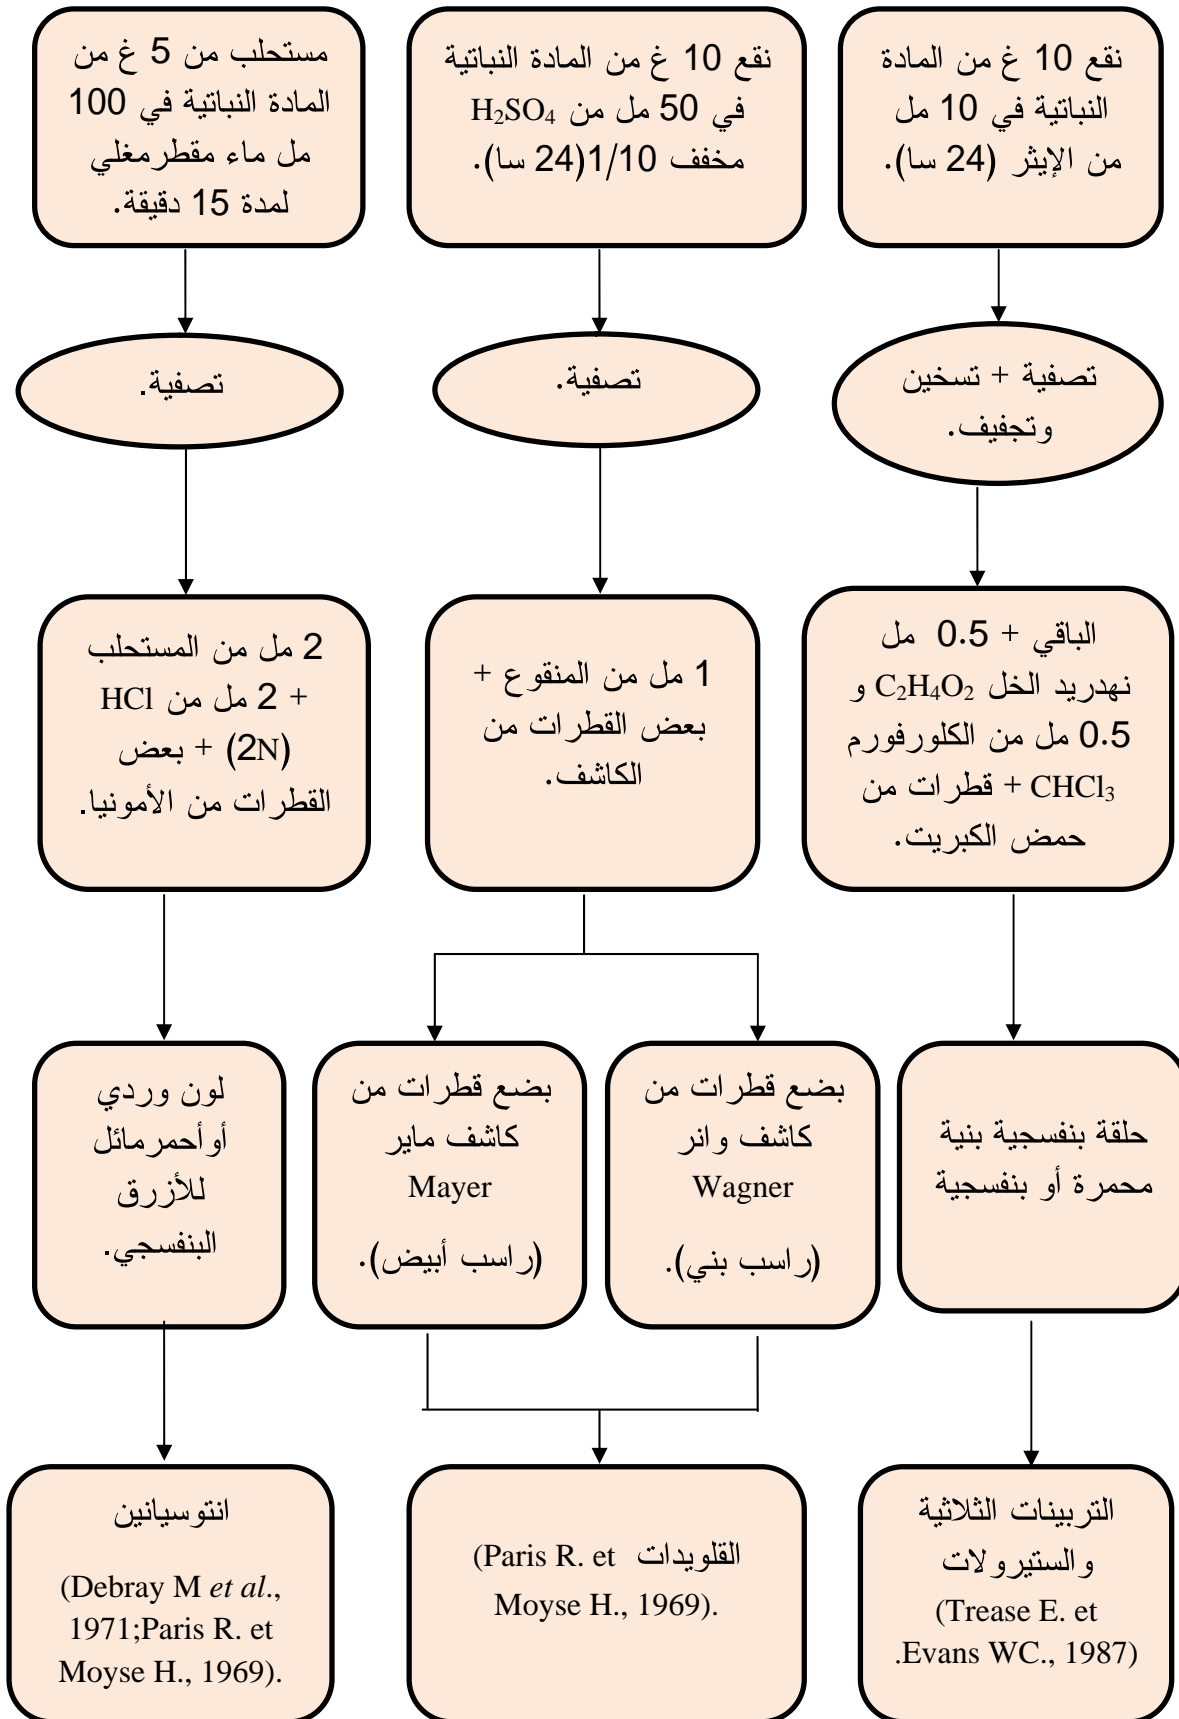 نقع 10 غ من المادة
النباتية في 10 مل
من الإيثر (24 سا).
تصفية + تسخين
وتجفيف.
الباقي + 0.5 مل
نهدريد الخل C₂H₄O₂ و
0.5 مل من الكلورفورم
CHCl₃ + قطرات من
حمض الكبريت.
حلقة بنفسجية بنية
محمرة أو بنفسجية
التربينات الثلاثية
والستيرولات
(Trease E. et
.Evans WC., 1987)
نقع 10 غ من المادة النباتية
في 50 مل من H₂SO₄
مخفف 1/10(24 سا).
تصفية.
1 مل من المنقوع +
بعض القطرات من
الكاشف.
بضع قطرات من
كاشف وانر
Wagner
(راسب بني).
بضع قطرات من
كاشف ماير
Mayer
(راسب أبيض).
القلويدات (Paris R. et
Moyse H., 1969).
مستحلب من 5 غ من
المادة النباتية في 100
مل ماء مقطرمغلي
لمدة 15 دقيقة.
تصفية.
2 مل من المستحلب
+ 2 مل من HCl
(2N) + بعض
القطرات من الأمونيا.
لون وردي
أوأحمرمائل
للأزرق
البنفسجي.
انتوسيانين
(Debray M et al.,
1971;Paris R. et
Moyse H., 1969).